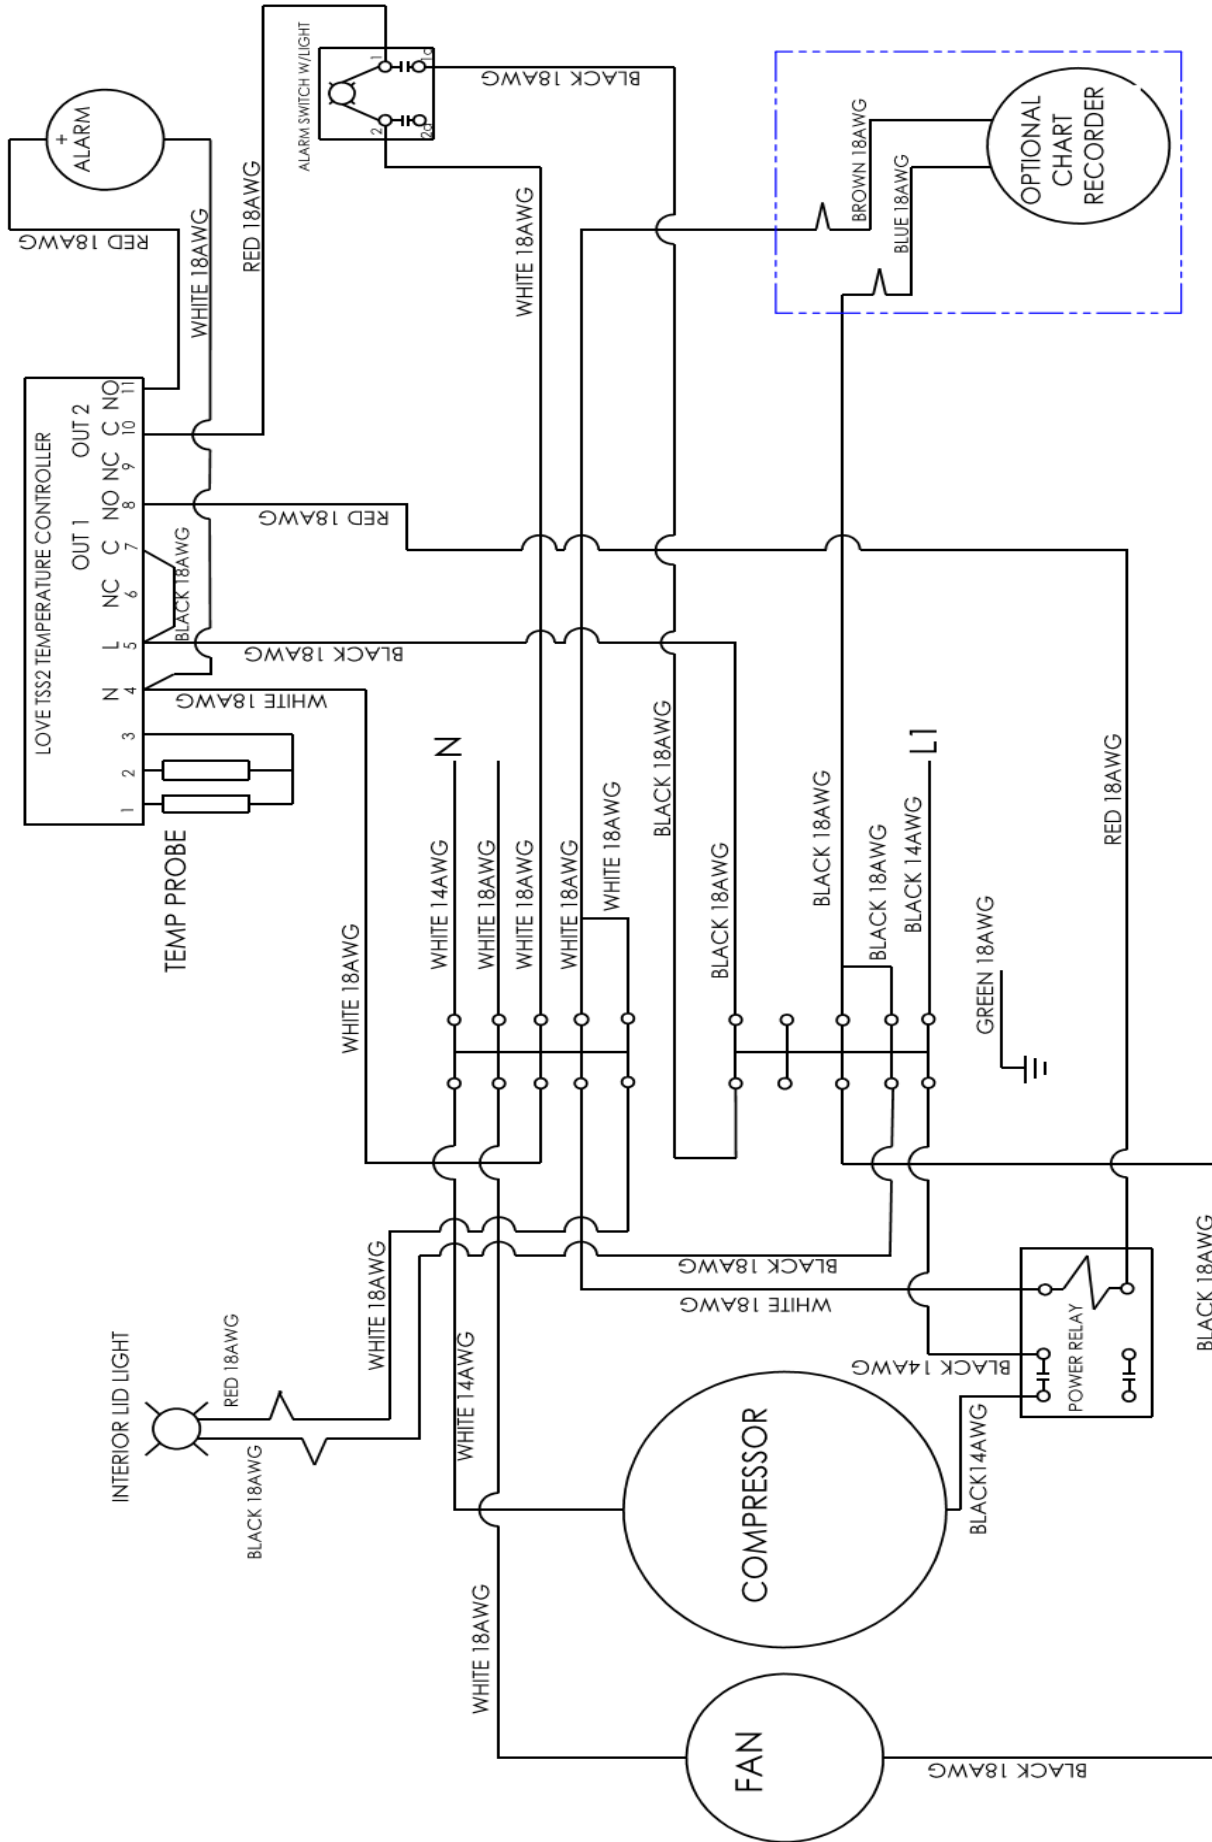 LOVE TSS2 TEMPERATURE CONTROLLER
OUT 1
OUT 2
N
L
NC
C
NO
NC
C
NO
1
2
3
4
5
6
7
8
9
10
11
+
ALARM
RED 18AWG
WHITE 18AWG
RED 18AWG
ALARM SWITCH W/LIGHT
1
1a
2
2a
BLACK 18AWG
WHITE 18AWG
BROWN 18AWG
BLUE 18AWG
OPTIONAL
CHART
RECORDER
BLACK 18AWG
RED 18AWG
BLACK 18AWG
WHITE 18AWG
TEMP PROBE
WHITE 18AWG
N
WHITE 14AWG
WHITE 18AWG
WHITE 18AWG
WHITE 18AWG
WHITE 18AWG
BLACK 18AWG
BLACK 18AWG
BLACK 18AWG
BLACK 18AWG
BLACK 14AWG
L1
GREEN 18AWG
RED 18AWG
INTERIOR LID LIGHT
RED 18AWG
BLACK 18AWG
WHITE 18AWG
WHITE 14AWG
BLACK 18AWG
WHITE 18AWG
BLACK 14AWG
POWER RELAY
BLACK14AWG
BLACK 18AWG
COMPRESSOR
WHITE 18AWG
FAN
BLACK 18AWG